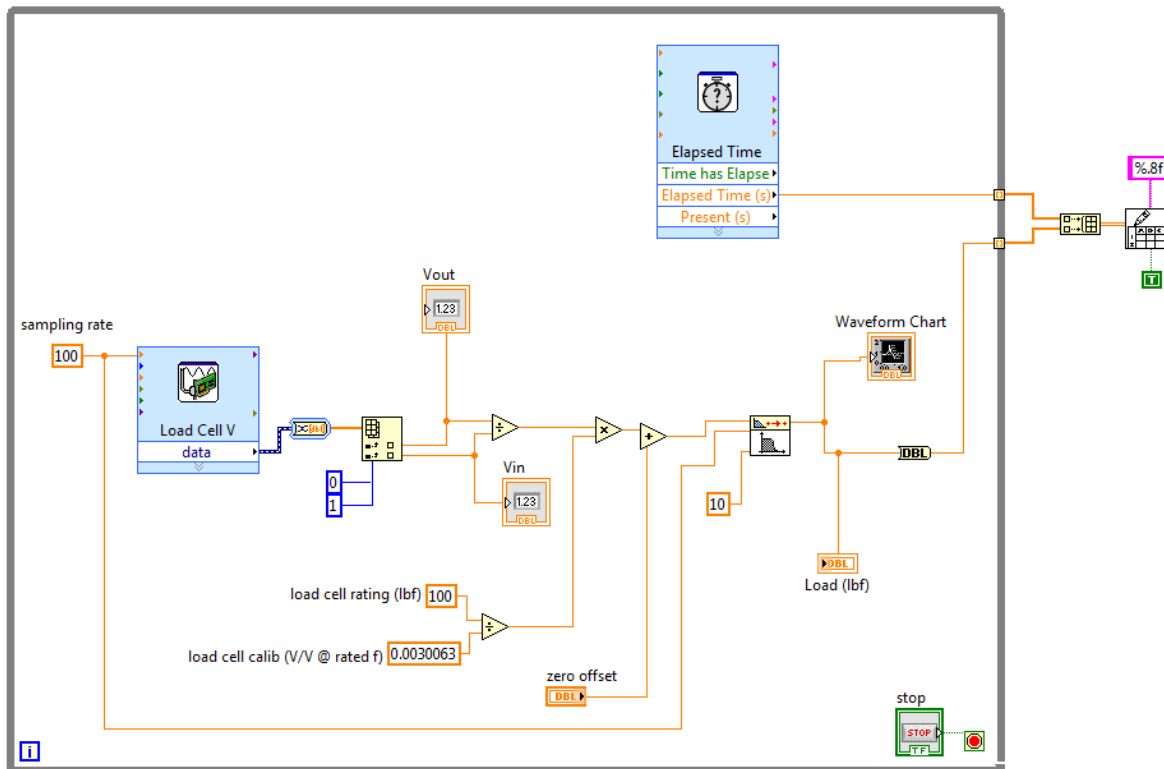 ?
Elapsed Time
Time has Elapse
Elapsed Time (s)
Present (s)
%.8f
T
Vout
1.23
DBL
sampling rate
100
Load Cell V
data
Waveform Chart
DBL
0
1
Vin
1.23
DBL
10
DBL
DBL
Load (lbf)
load cell rating (lbf) 100
load cell calib (V/V @ rated f) 0.0030063
zero offset
DBL
stop
STOP
TF
i